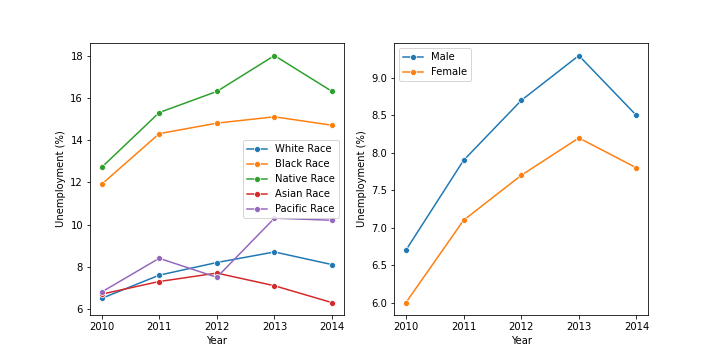 18
16
14
12
10
8
6
Unemployment (%)
White Race
Black Race
Native Race
Asian Race
Pacific Race
2010 2011 2012 2013 2014
Year
9.0
8.5
8.0
7.5
7.0
6.5
6.0
Unemployment (%)
Male
Female
2010 2011 2012 2013 2014
Year